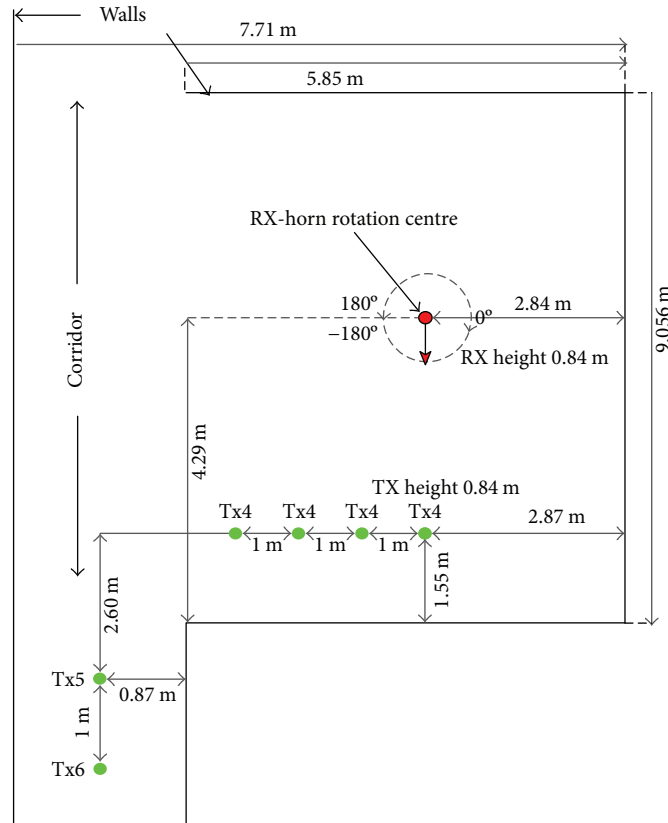 Walls
7.71 m
5.85 m
RX-horn rotation centre
180°
0°
2.84 m
−180°
RX height 0.84 m
9.056 m
Corridor
4.29 m
TX height 0.84 m
Tx4 Tx4 Tx4 Tx4
2.87 m
1 m 1 m 1 m
1.55 m
2.60 m
Tx5
0.87 m
1 m
Tx6